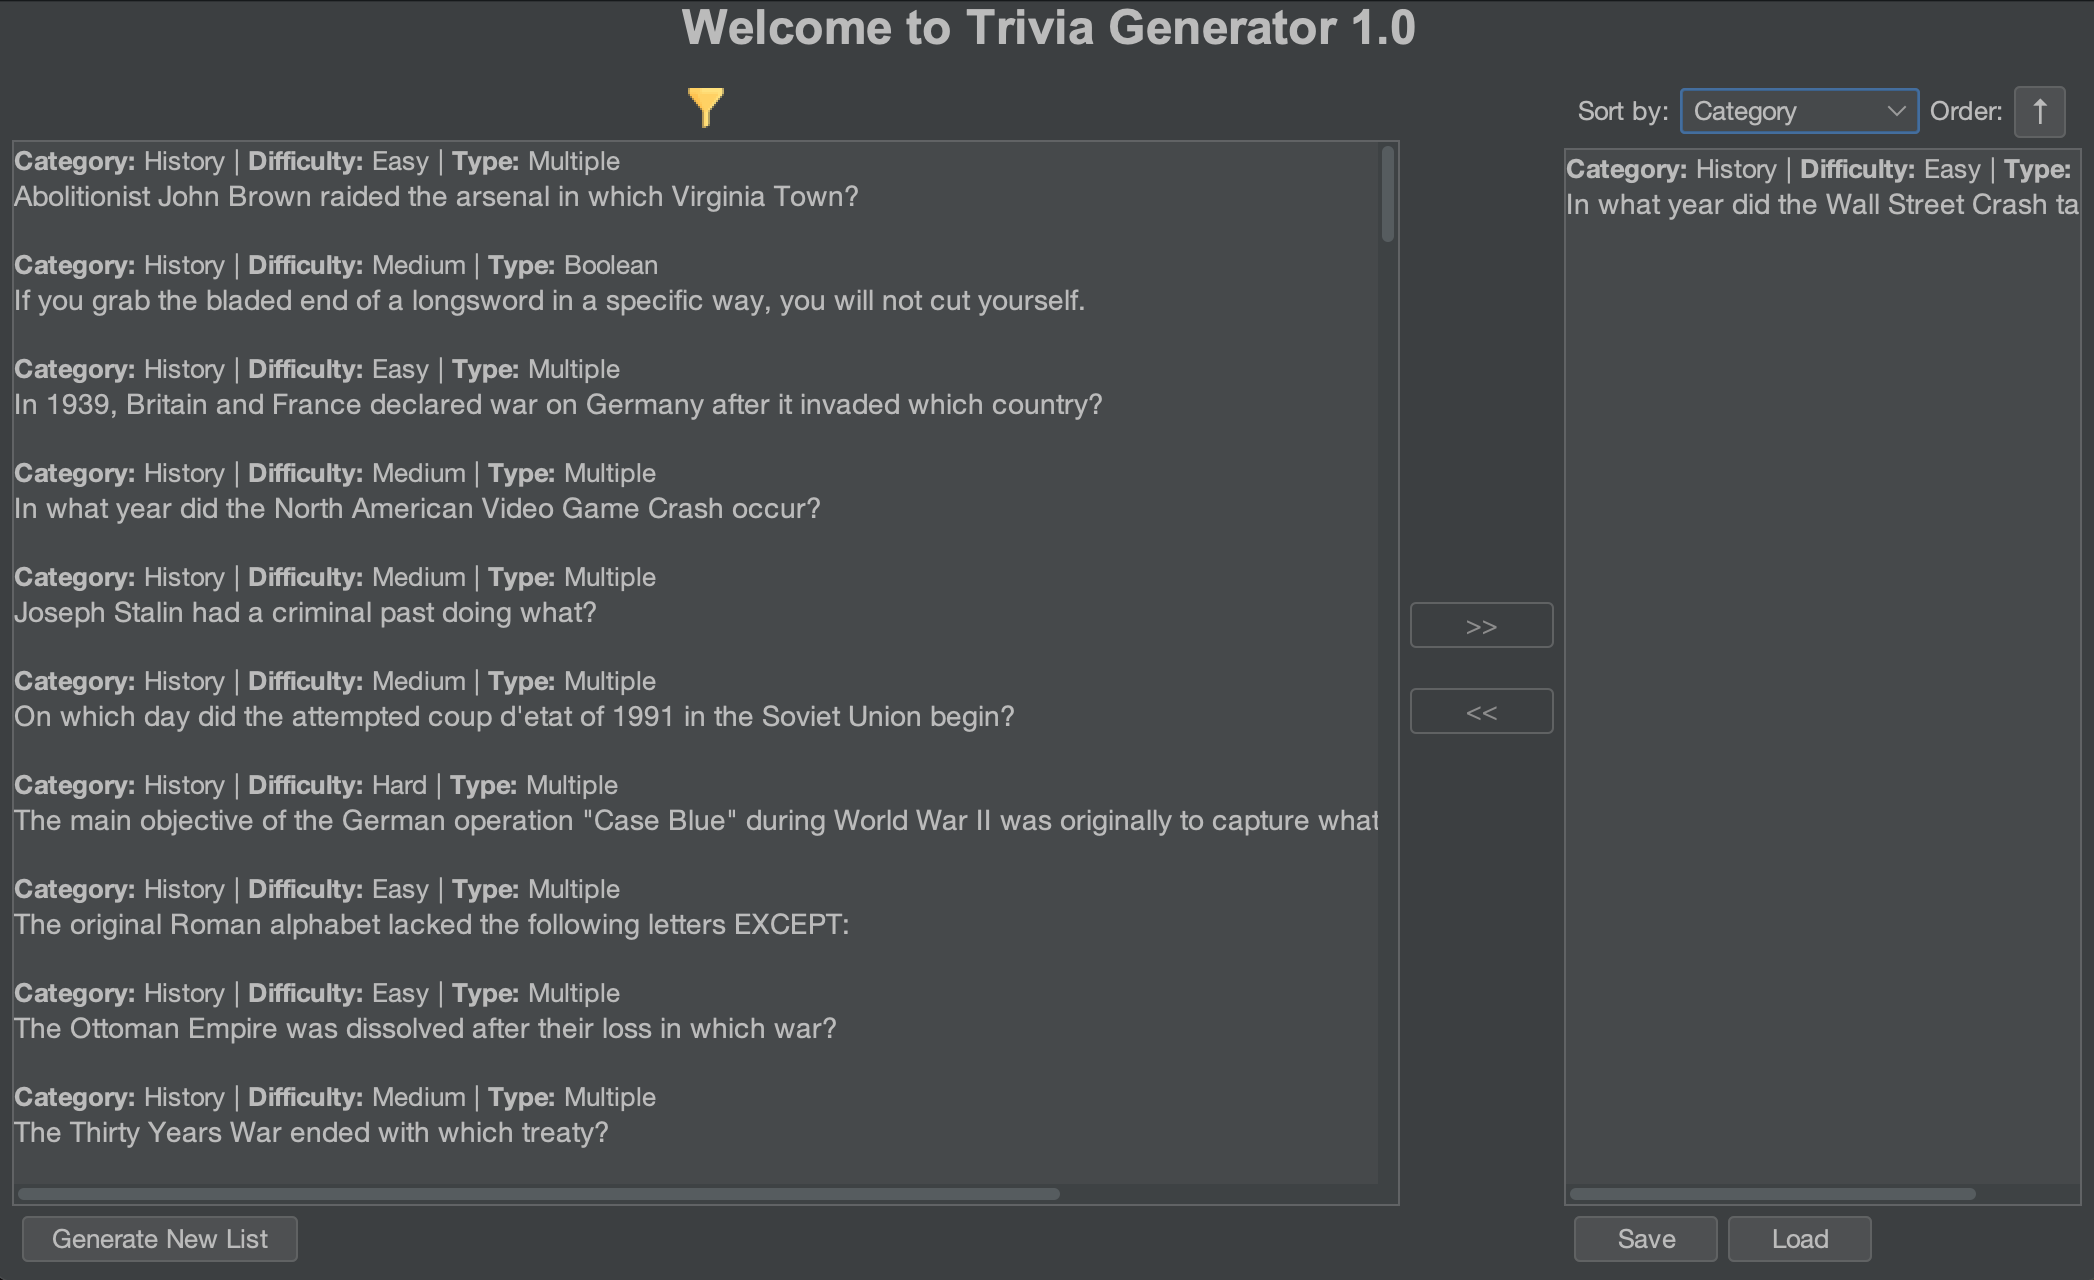 Welcome to Trivia Generator 1.0
Sort by: Category Order: ↑
Category: History | Difficulty: Easy | Type: Multiple
Abolitionist John Brown raided the arsenal in which Virginia Town?
Category: History | Difficulty: Medium | Type: Boolean
If you grab the bladed end of a longsword in a specific way, you will not cut yourself.
Category: History | Difficulty: Easy | Type: Multiple
In 1939, Britain and France declared war on Germany after it invaded which country?
Category: History | Difficulty: Medium | Type: Multiple
In what year did the North American Video Game Crash occur?
Category: History | Difficulty: Medium | Type: Multiple
Joseph Stalin had a criminal past doing what?
Category: History | Difficulty: Medium | Type: Multiple
On which day did the attempted coup d'etat of 1991 in the Soviet Union begin?
Category: History | Difficulty: Hard | Type: Multiple
The main objective of the German operation "Case Blue" during World War II was originally to capture what
Category: History | Difficulty: Easy | Type: Multiple
The original Roman alphabet lacked the following letters EXCEPT:
Category: History | Difficulty: Easy | Type: Multiple
The Ottoman Empire was dissolved after their loss in which war?
Category: History | Difficulty: Medium | Type: Multiple
The Thirty Years War ended with which treaty?
Generate New List
>>
<<
Category: History | Difficulty: Easy | Type:
In what year did the Wall Street Crash ta
Save Load